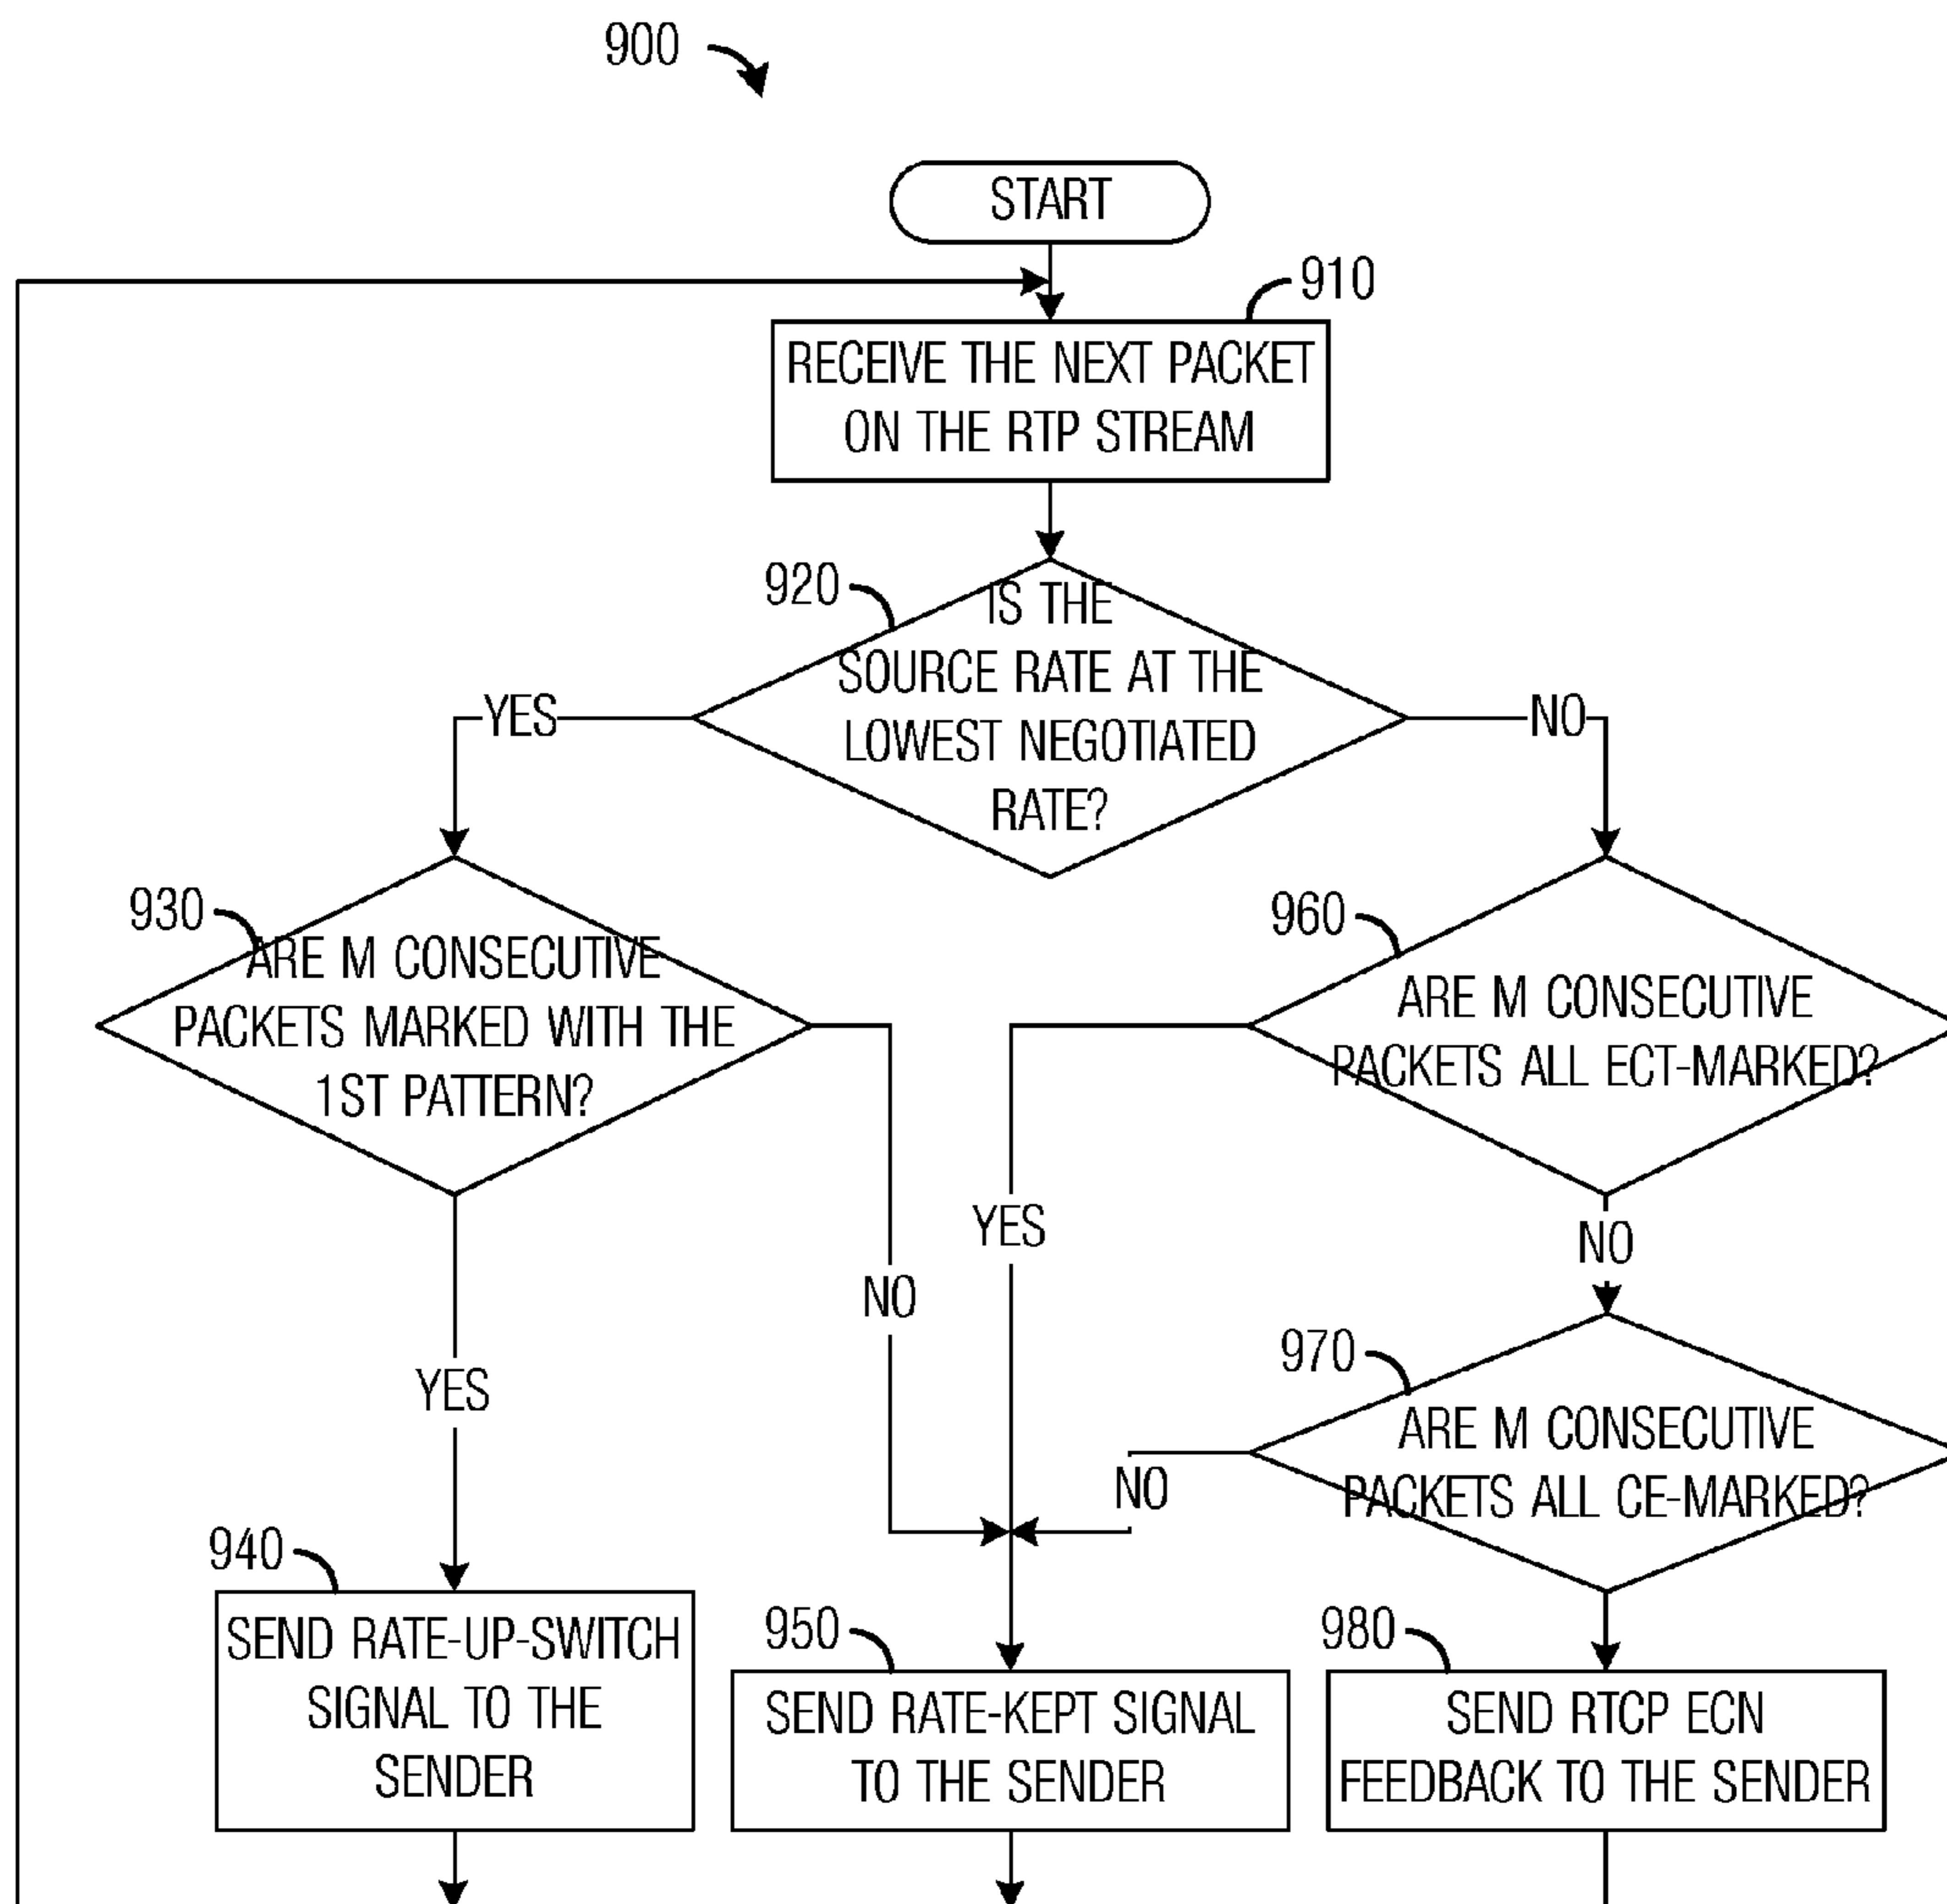 900
START
910
RECEIVE THE NEXT PACKET
ON THE RTP STREAM
920
IS THE
SOURCE RATE AT THE
LOWEST NEGOTIATED
RATE?
YES
NO
930
ARE M CONSECUTIVE
PACKETS MARKED WITH THE
1ST PATTERN?
960
ARE M CONSECUTIVE
PACKETS ALL ECT-MARKED?
YES
NO
NO
YES
970
ARE M CONSECUTIVE
PACKETS ALL CE-MARKED?
NO
940
SEND RATE-UP-SWITCH
SIGNAL TO THE
SENDER
950
SEND RATE-KEPT SIGNAL
TO THE SENDER
980
SEND RTCP ECN
FEEDBACK TO THE SENDER